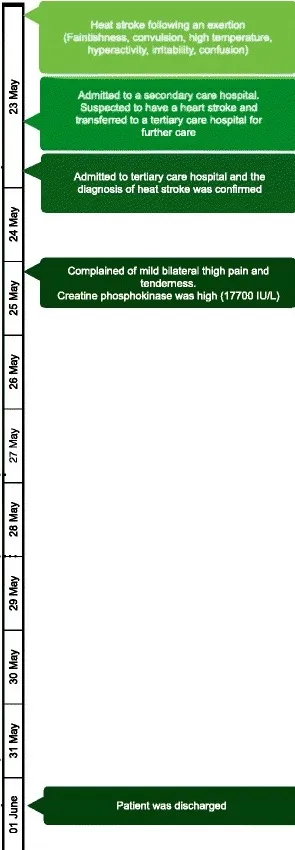 Heat stroke following an exertion
(Faintishness, convulsion, high temperature,
hyperactivity, irritability, confusion)
23 May
Admitted to a secondary care hospital.
Suspected to have a heart stroke and
transferred to a tertiary care hospital for
further care
Admitted to tertiary care hospital and the
diagnosis of heat stroke was confirmed
24 May
Complained of mild bilateral thigh pain and
tenderness.
Creatine phosphokinase was high (17700 IU/L)
25 May
26 May
27 May
28 May
29 May
30 May
31 May
01 June
Patient was discharged